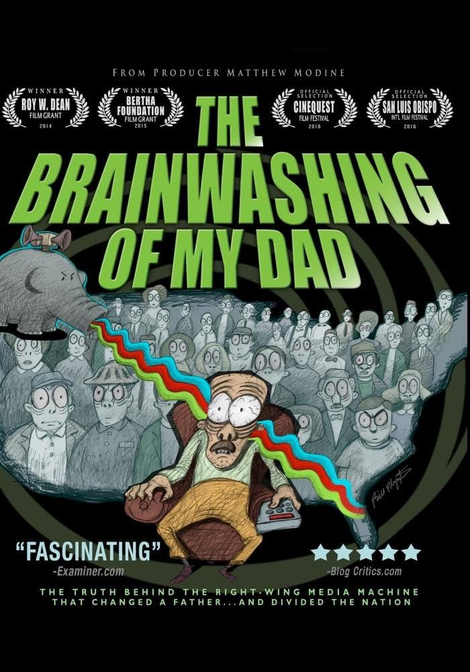 FROM PRODUCER MATTHEW MODINE
WINNER
ROY W. DEAN
FILM GRANT
2014
WINNER
BERTHA
FOUNDATION
FILM GRANT
2015
OFFICIAL
SELECTION
CINEQUEST
FILM FESTIVAL
2016
OFFICIAL
SELECTION
SAN LUIS OBISPO
INT'L FILM FESTIVAL
2016
THE
BRAINWASHING
OF MY DAD
"FASCINATING"
-Examiner.com
-Blog Critics.com
THE TRUTH BEHIND THE RIGHT-WING MEDIA MACHINE
THAT CHANGED A FATHER...AND DIVIDED THE NATION